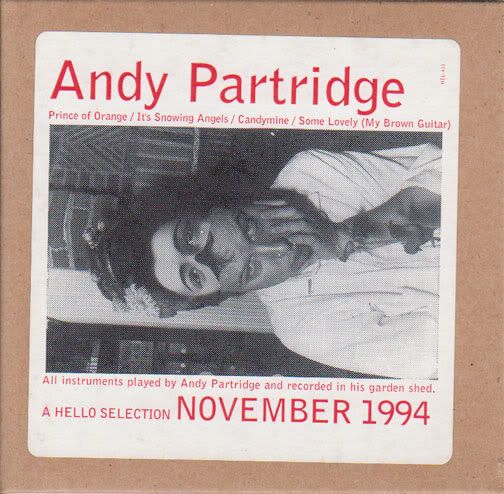 Andy Partridge
Prince of Orange / It's Snowing Angels / Candymine / Some Lovely (My Brown Guitar)
All instruments played by Andy Partridge and recorded in his garden shed.
A HELLO SELECTION NOVEMBER 1994